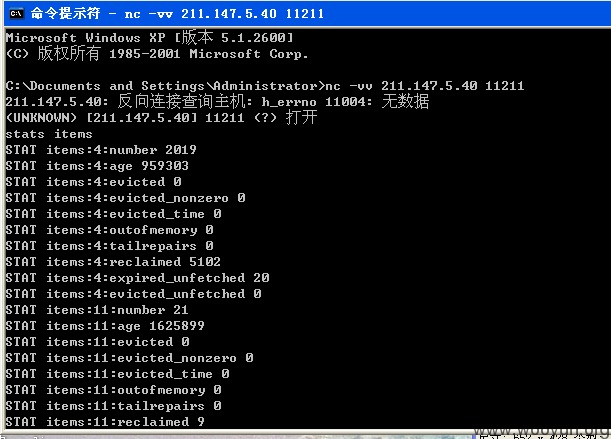 命令提示符 - nc -vv 211.147.5.40 11211
Microsoft Windows XP [版本 5.1.2600]
(C) 版权所有 1985-2001 Microsoft Corp.
C:\Documents and Settings\Administrator>nc -vv 211.147.5.40 11211
211.147.5.40: 反向连接查询主机: h_errno 11004: 无数据
(UNKNOWN) [211.147.5.40] 11211 (?) 打开
stats items
STAT items:4:number 2019
STAT items:4:age 959303
STAT items:4:evicted 0
STAT items:4:evicted_nonzero 0
STAT items:4:evicted_time 0
STAT items:4:outofmemory 0
STAT items:4:tailrepairs 0
STAT items:4:reclaimed 5102
STAT items:4:expired_unfetched 20
STAT items:4:evicted_unfetched 0
STAT items:11:number 21
STAT items:11:age 1625899
STAT items:11:evicted 0
STAT items:11:evicted_nonzero 0
STAT items:11:evicted_time 0
STAT items:11:outofmemory 0
STAT items:11:tailrepairs 0
STAT items:11:reclaimed 9
www.wooyun.org